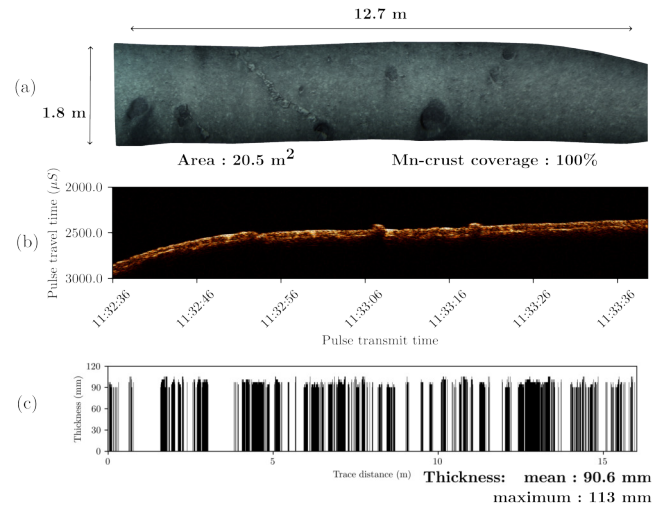 12.7 m
(a)
1.8 m
Area : 20.5 m2
Mn-crust coverage : 100%
(b)
Pulse travel time (μS)
2000.0
2500.0
3000.0
11:32:36
11:32:46
11:32:56
11:33:06
11:33:16
11:33:26
11:33:36
Pulse transmit time
(c)
Thickness (mm)
120
90
60
30
0
0
5
10
15
Trace distance (m)
Thickness: mean : 90.6 mm
maximum : 113 mm